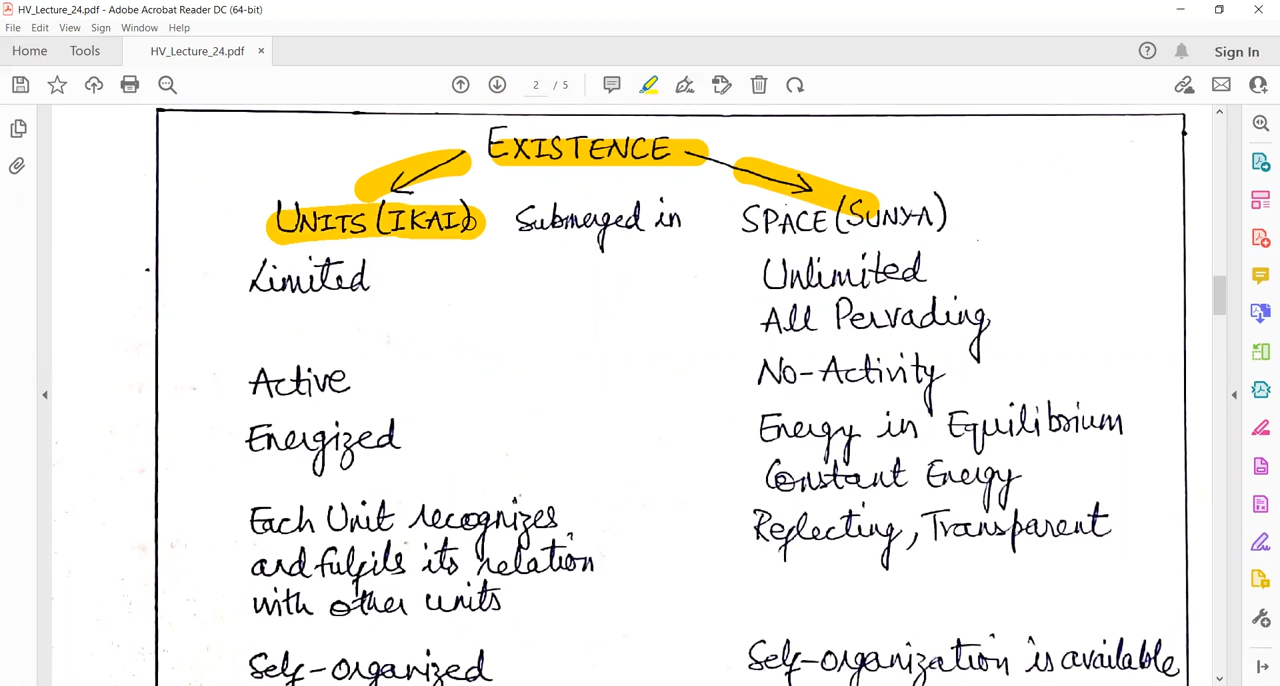 HV_Lecture_24.pdf - Adobe Acrobat Reader DC (64-bit)
File Edit View Sign Window Help
Home Tools HV_Lecture_24.pdf × Sign In
2 / 5
EXISTENCE
UNITS (IKAI) Submerged in SPACE (SUNYA)
Limited Unlimited
All Pervading
Active No-Activity
Energized Energy in Equilibrium
Constant Energy
Each Unit recognizes Reflecting, Transparent
and fulfils its relation
with other units
Self-organized Self-organization is available